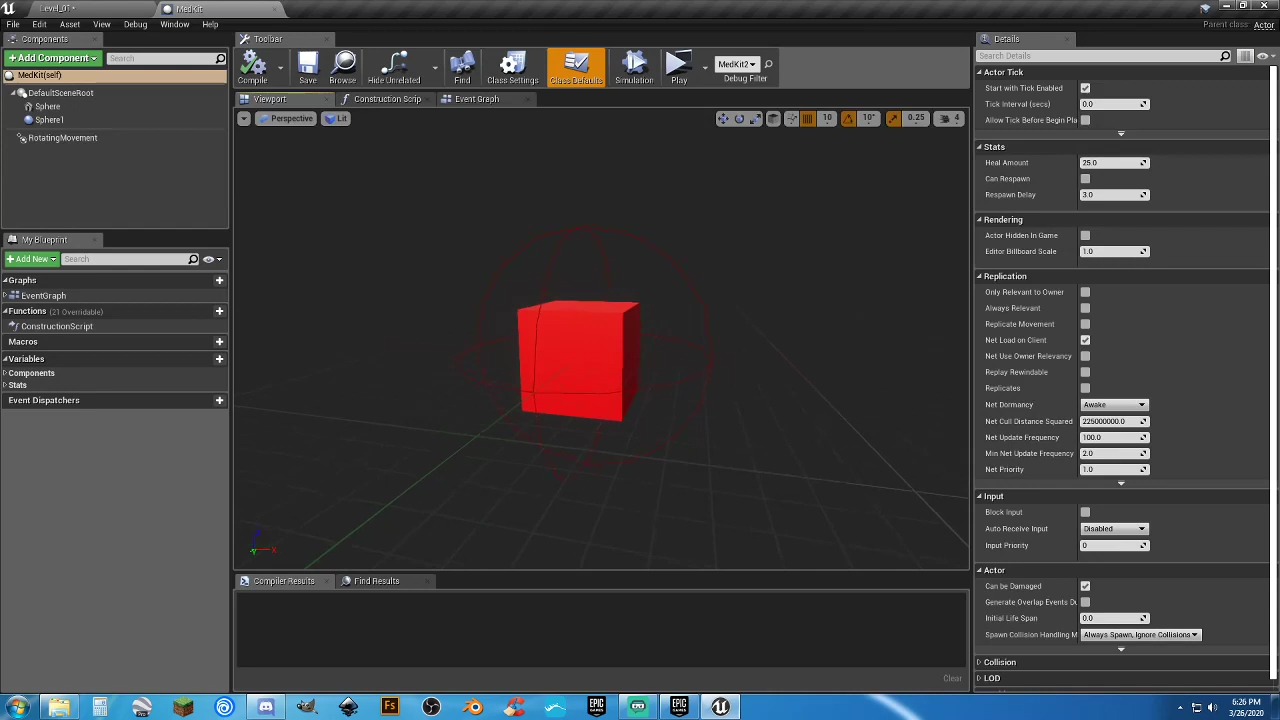 Level_01* •
MedKit
File Edit Asset View Debug Window Help
Parent class: Actor
Components
+ Add Component
Search
MedKit(self)
DefaultSceneRoot
Sphere
Sphere1
RotatingMovement
My Blueprint
+ Add New
Search
Graphs
EventGraph
Functions (21 Overridable)
ConstructionScript
Macros
Variables
Components
Stats
Event Dispatchers
Toolbar
Compile
Save
Browse
Hide Unrelated
Find
Class Settings
Class Defaults
Simulation
Play
MedKit2
Debug Filter
Viewport
Construction Scrip
Event Graph
Perspective
Lit
10
10°
0.25
4
X
Compiler Results
Find Results
Clear
Details
Search Details
Actor Tick
Start with Tick Enabled
Tick Interval (secs) 0.0
Allow Tick Before Begin Pla
Stats
Heal Amount 25.0
Can Respawn
Respawn Delay 3.0
Rendering
Actor Hidden In Game
Editor Billboard Scale 1.0
Replication
Only Relevant to Owner
Always Relevant
Replicate Movement
Net Load on Client
Net Use Owner Relevancy
Replay Rewindable
Replicates
Net Dormancy Awake
Net Cull Distance Squared 225000000.0
Net Update Frequency 100.0
Min Net Update Frequency 2.0
Net Priority 1.0
Input
Block Input
Auto Receive Input Disabled
Input Priority 0
Actor
Can be Damaged
Generate Overlap Events Du
Initial Life Span 0.0
Spawn Collision Handling M Always Spawn, Ignore Collisions
Collision
LOD
Pro
Fs
EPIC GAMES
EPIC GAMES
6:26 PM
3/26/2020